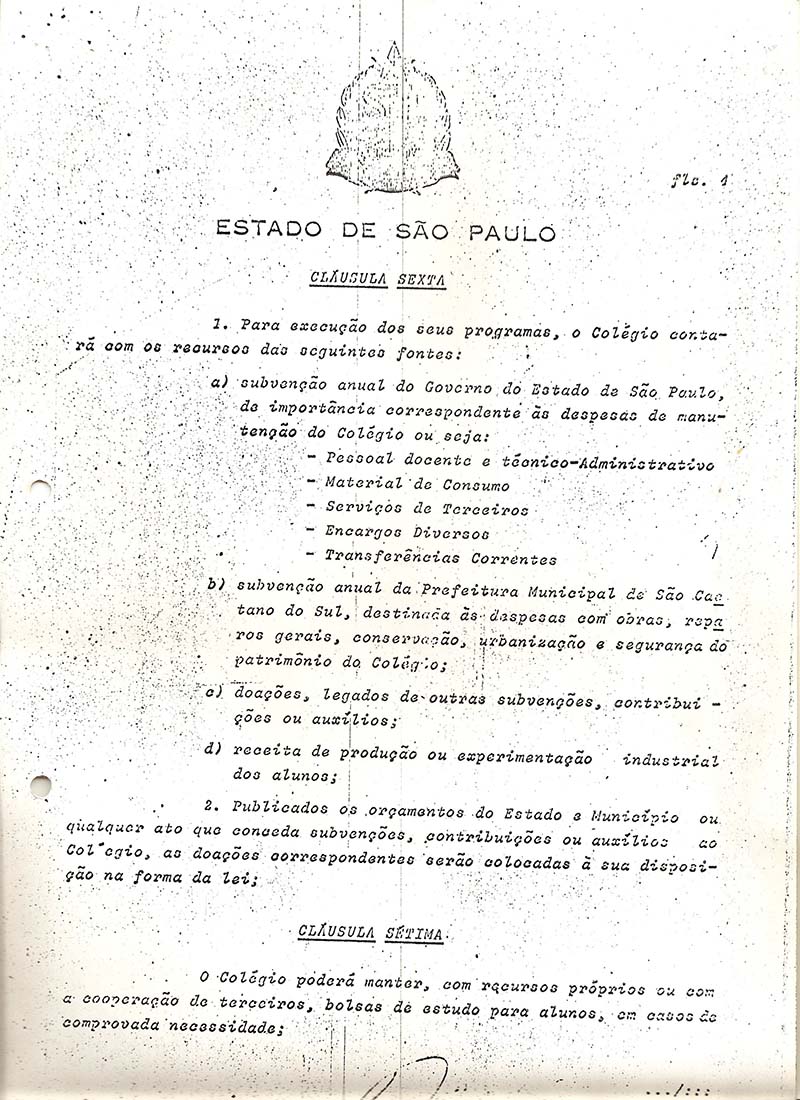 fls. 4
ESTADO DE SÃO PAULO
CLÁUSULA SEXTA
1. Para execução dos seus programas, o Colégio conta-
rá com os recursos das seguintes fontes:
a) subvenção anual do Governo do Estado de São Paulo,
de importância correspondente às despesas de manu-
tenção do Colégio ou seja:
- Pessoal docente e técnico-Administrativo
- Material de Consumo
- Serviços de Terceiros
- Encargos Diversos
- Transferências Correntes
b) subvenção anual da Prefeitura Municipal de São Cae
tano do Sul, destinada às despesas com obras, repa
ros gerais, conservação, urbanização e segurança do
patrimônio do Colégio;
c) doações, legados de outras subvenções, contribui -
ções ou auxílios;
d) receita de produção ou experimentação industrial
dos alunos;
2. Publicados os orçamentos do Estado e Município ou
qualquer ato que conceda subvenções, contribuições ou auxílios ao
Colégio, as doações correspondentes serão colocadas à sua disposi-
ção na forma da lei;
CLÁUSULA SÉTIMA
O Colégio poderá manter, com recursos próprios ou com
a cooperação de terceiros, bolsas de estudo para alunos, em casos de
comprovada necessidade;
.../:::